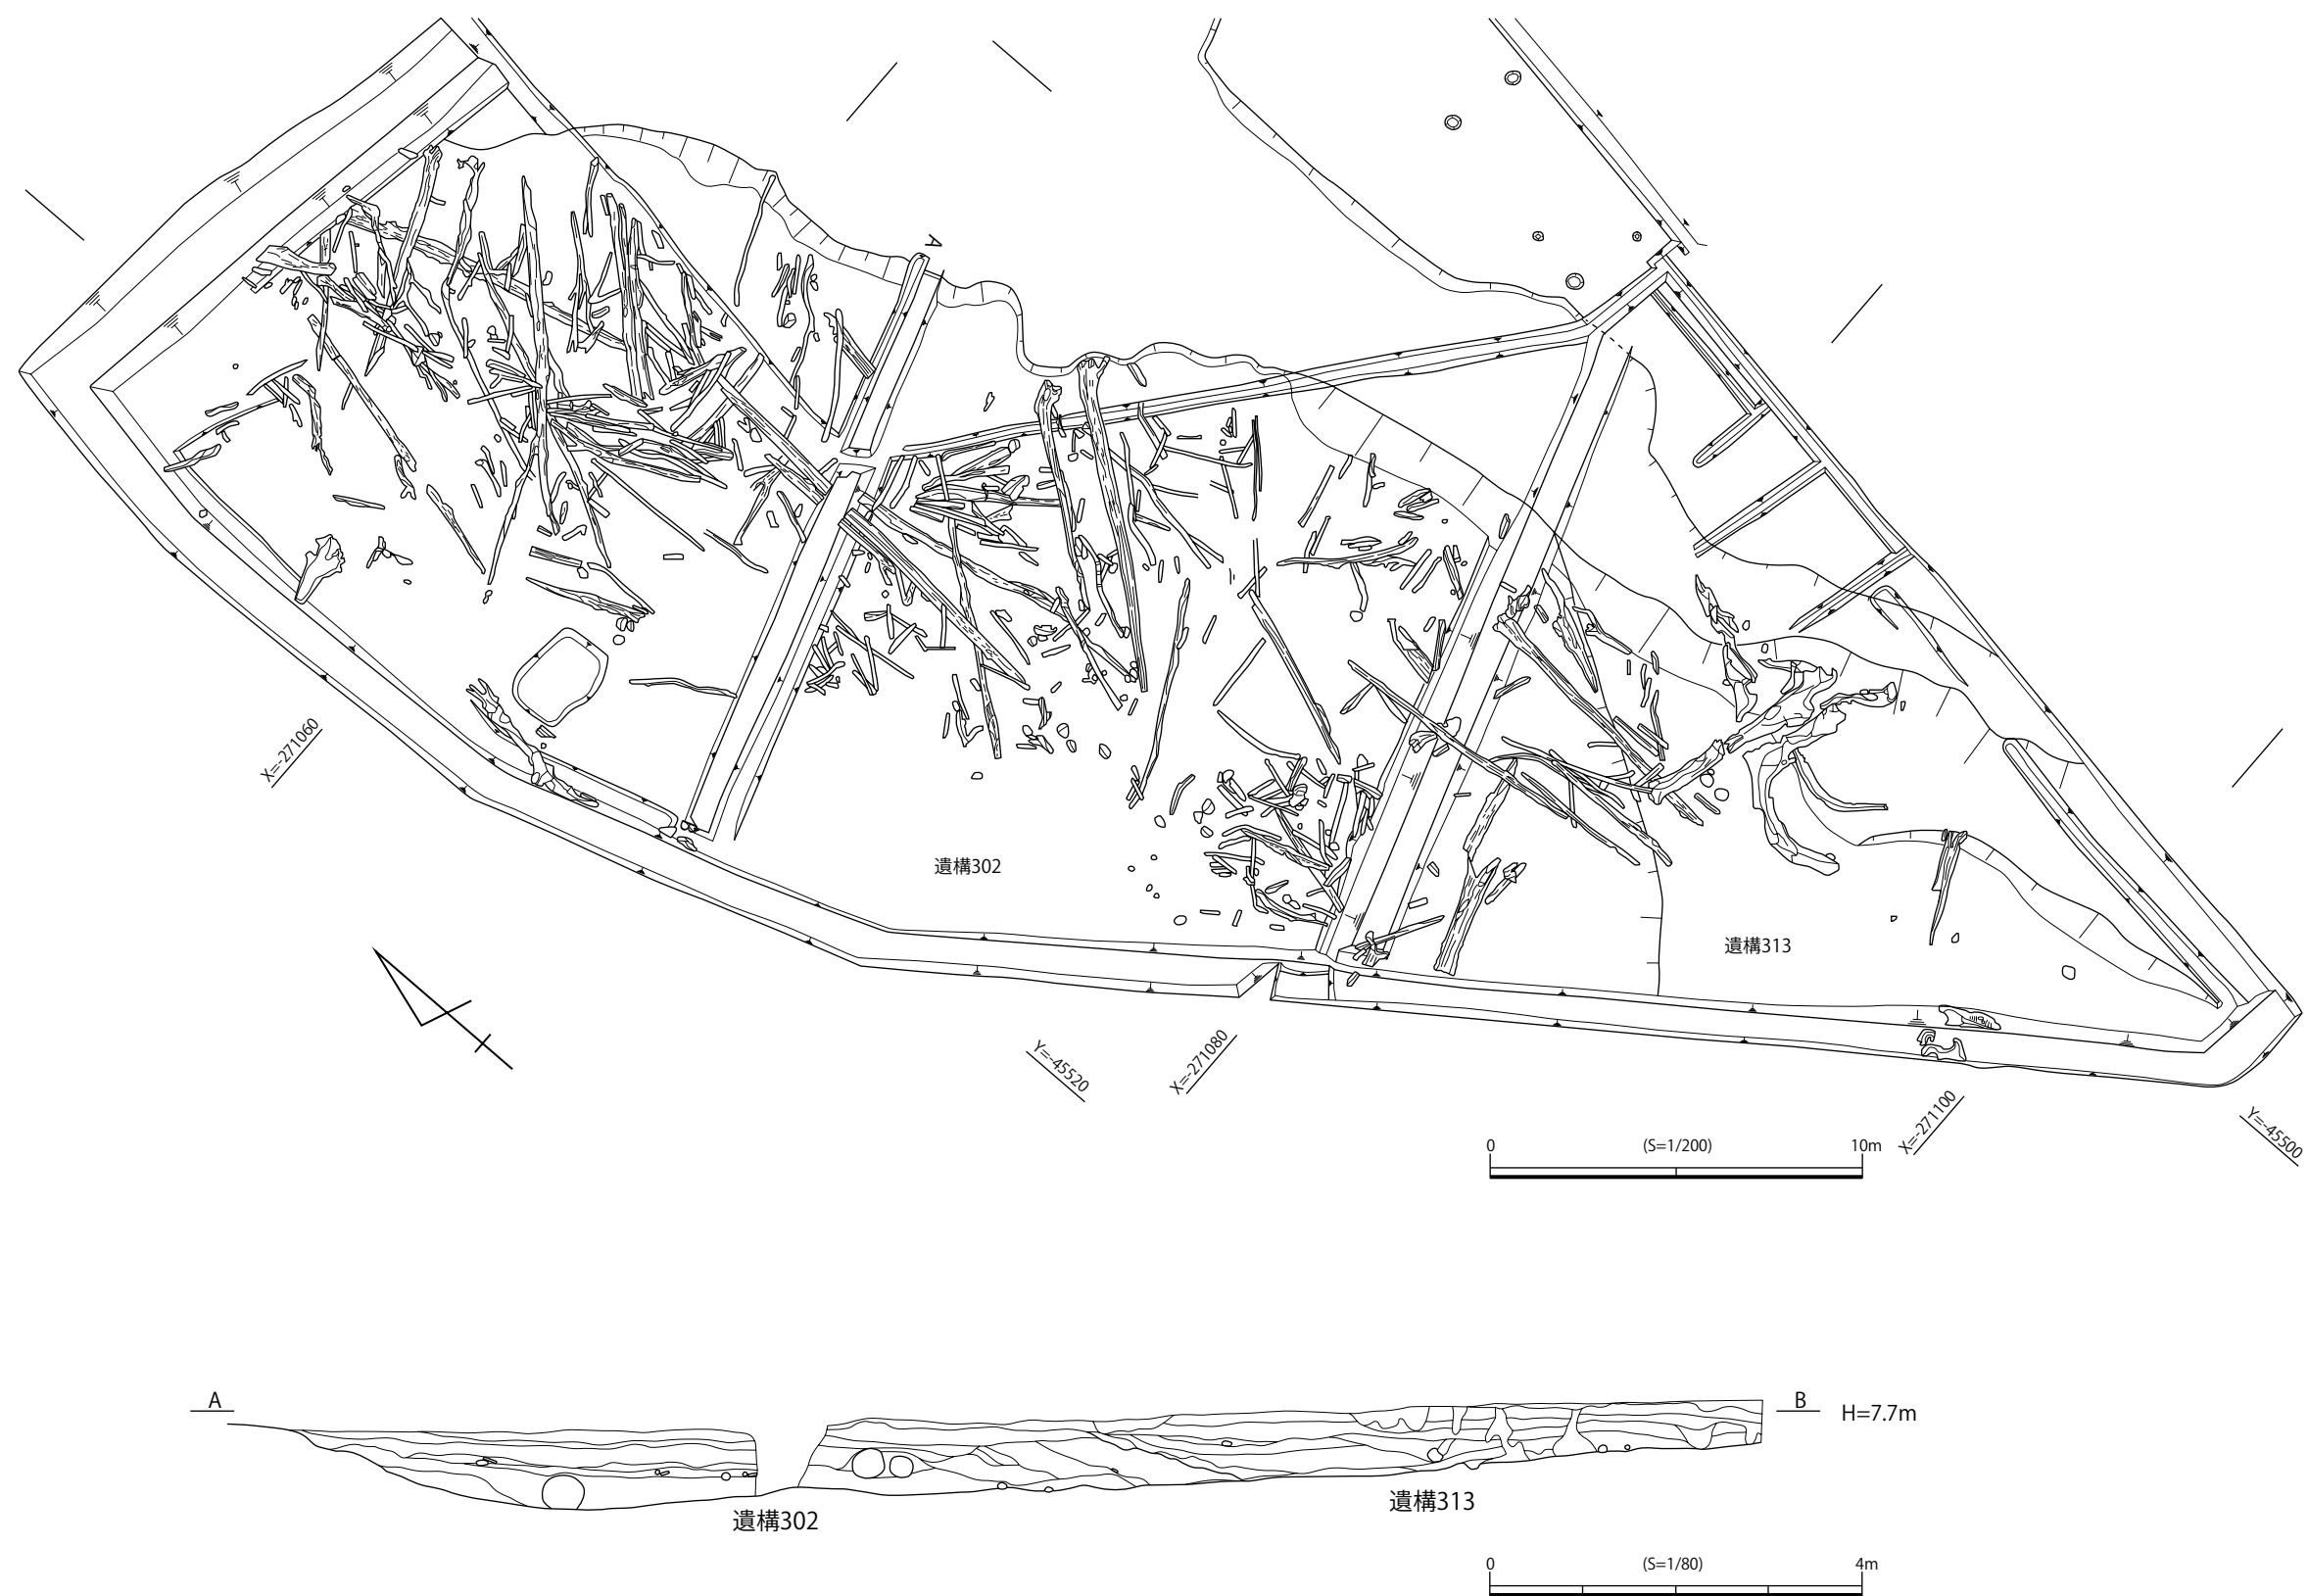 A
X=-271060
遺構302
遺構313
Y=-45520
X=-271080
X=-271100
Y=-45500
0 (S=1/200) 10m
A
B H=7.7m
遺構302
遺構313
0 (S=1/80) 4m